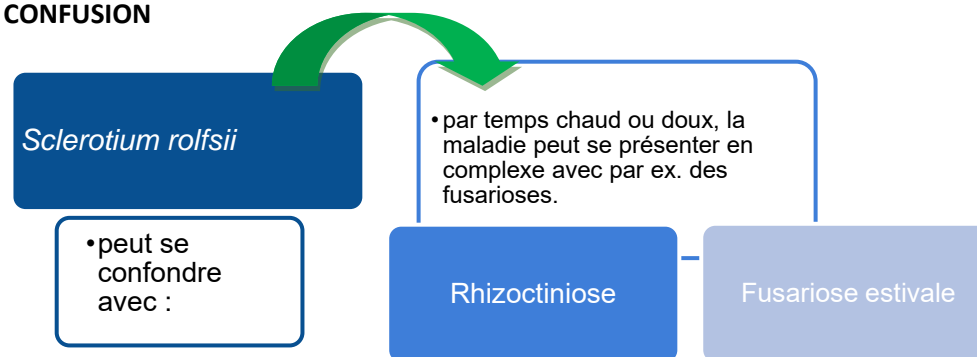 CONFUSION
Sclerotium rolfsii
•peut se
confondre
avec :
•par temps chaud ou doux, la
maladie peut se présenter en
complexe avec par ex. des
fusarioses.
Rhizoctiniose
Fusariose estivale